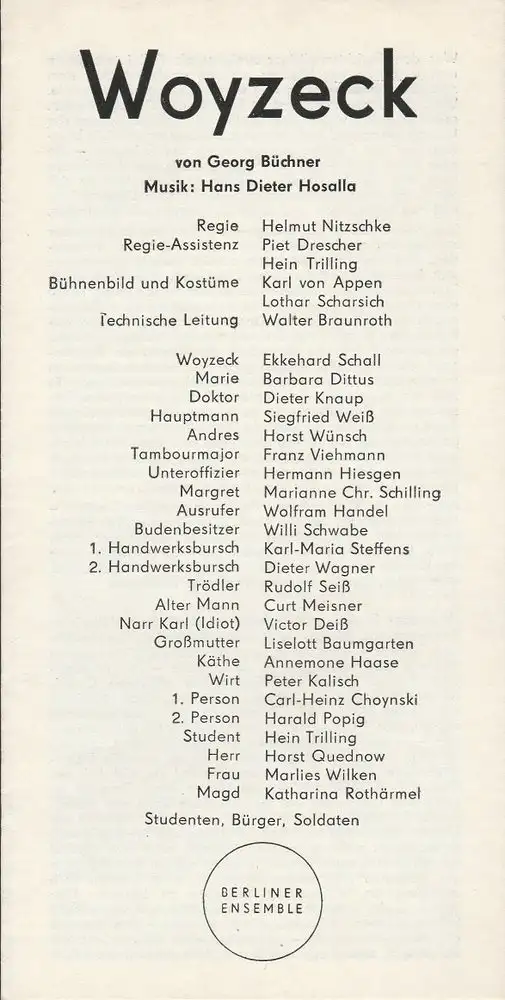 Woyzeck
von Georg Büchner
Musik: Hans Dieter Hosalla
Regie Helmut Nitzschke
Regie-Assistenz Piet Drescher
Hein Trilling
Bühnenbild und Kostüme Karl von Appen
Lothar Scharsich
Technische Leitung Walter Braunroth
Woyzeck Ekkehard Schall
Marie Barbara Dittus
Doktor Dieter Knaup
Hauptmann Siegfried Weiß
Andres Horst Wünsch
Tambourmajor Franz Viehmann
Unteroffizier Hermann Hiesgen
Margret Marianne Chr. Schilling
Ausrufer Wolfram Handel
Budenbesitzer Willi Schwabe
1. Handwerksbursch Karl-Maria Steffens
2. Handwerksbursch Dieter Wagner
Trödler Rudolf Seiß
Alter Mann Curt Meisner
Narr Karl (Idiot) Victor Deiß
Großmutter Liselott Baumgarten
Käthe Annemone Haase
Wirt Peter Kalisch
1. Person Carl-Heinz Choynski
2. Person Harald Popig
Student Hein Trilling
Herr Horst Quednow
Frau Marlies Wilken
Magd Katharina Rothärmel
Studenten, Bürger, Soldaten
BERLINER
ENSEMBLE